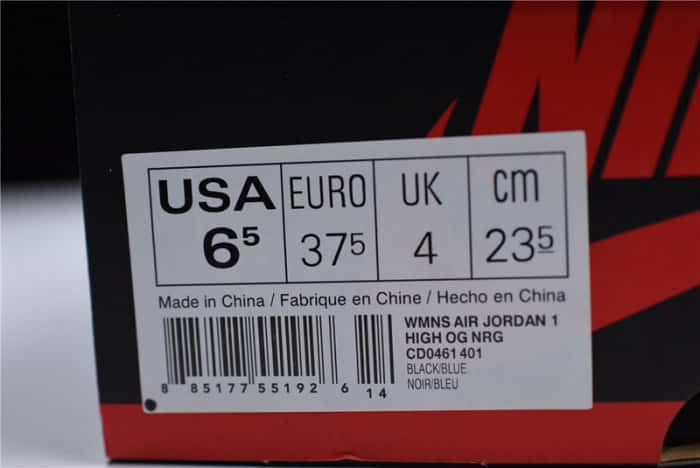 NIK
USA EURO UK cm
6⁵ 37⁵ 4 23⁵
Made in China / Fabrique en Chine / Hecho en China
WMNS AIR JORDAN 1
HIGH OG NRG
CD0461 401
BLACK/BLUE
NOIR/BLEU
8 85177 55192 6 14